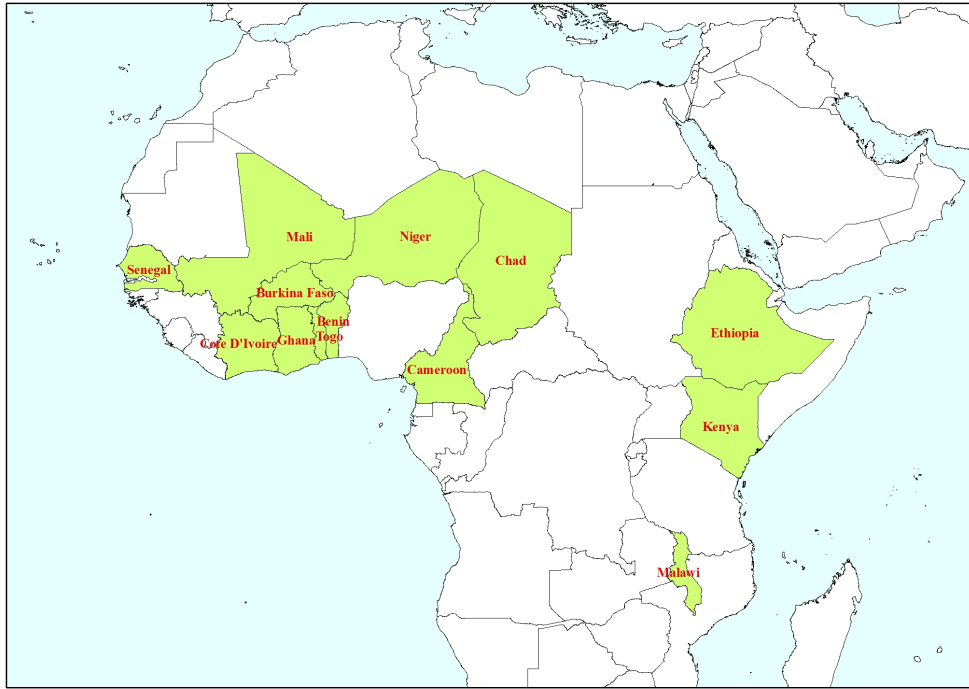 Mali
Niger
Chad
Senegal
Burkina Faso
Benin
Togo
Cote D'Ivoire
Ghana
Ethiopia
Cameroon
Kenya
Malawi